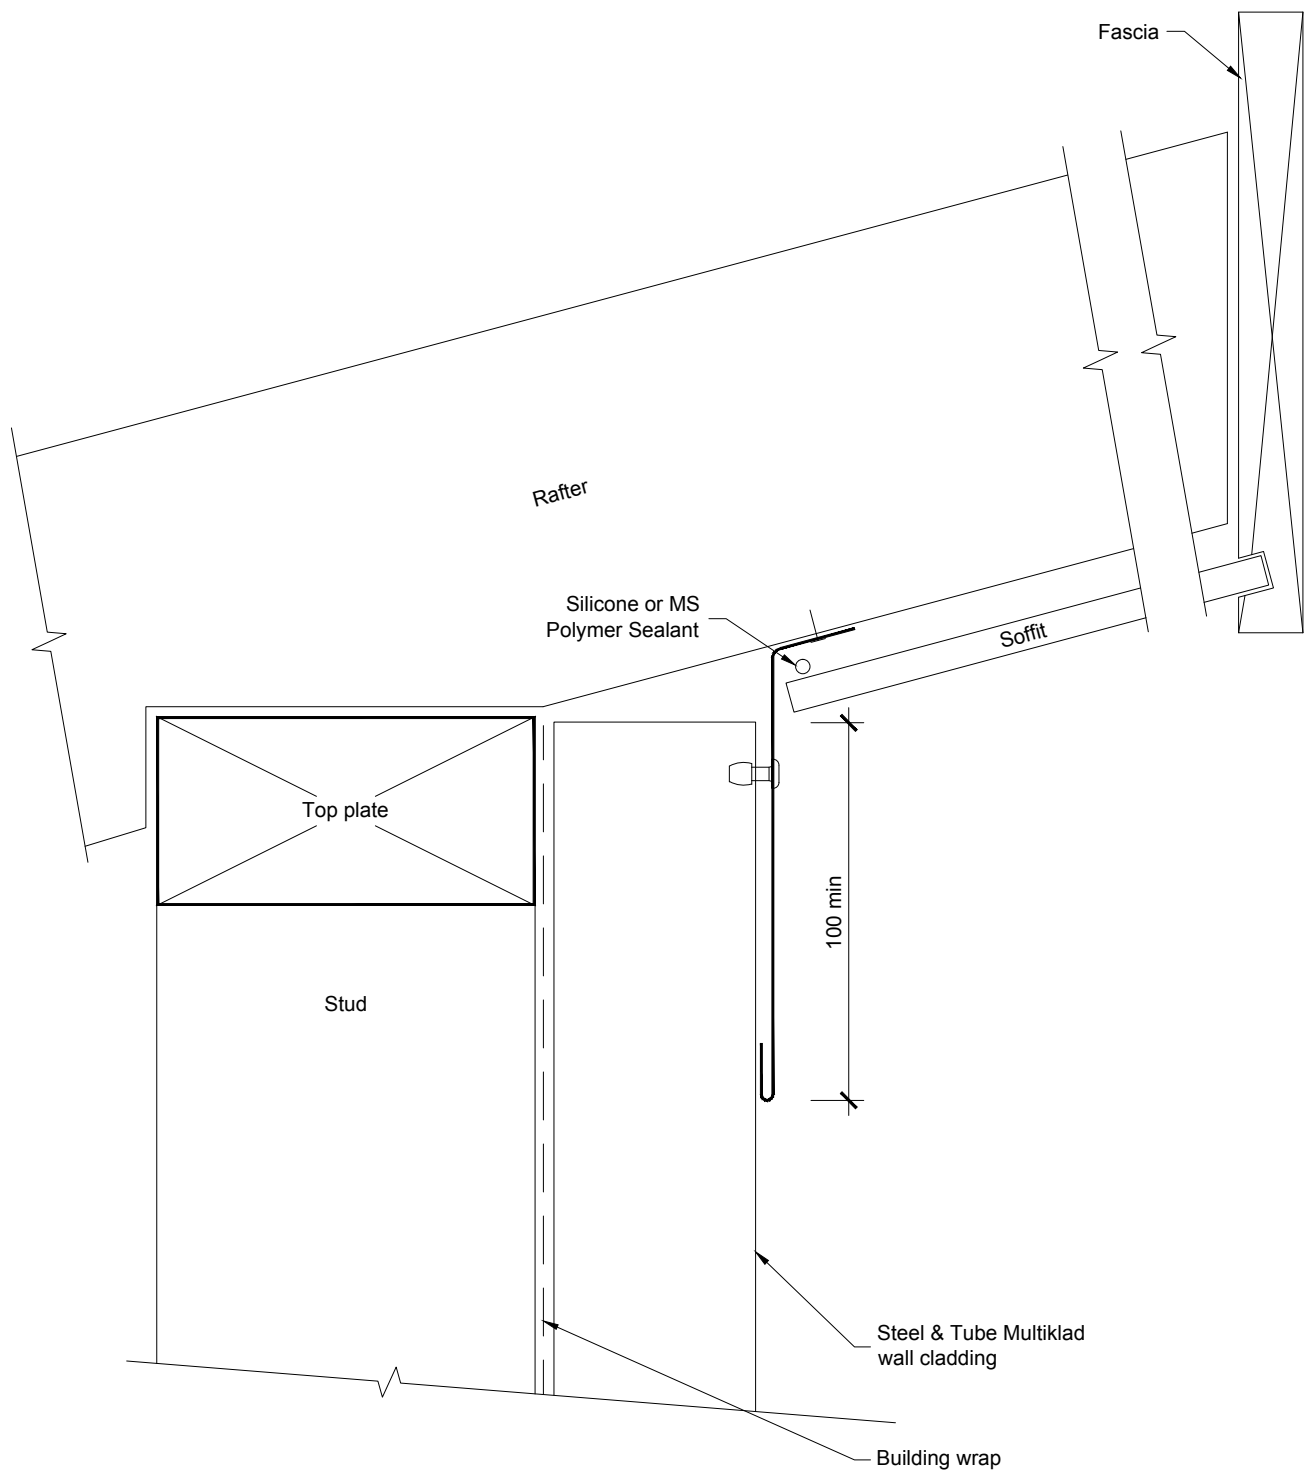 Fascia
Rafter
Silicone or MS
Polymer Sealant
Soffit
Top plate
100 min
Stud
Steel & Tube Multiklad
wall cladding
Building wrap